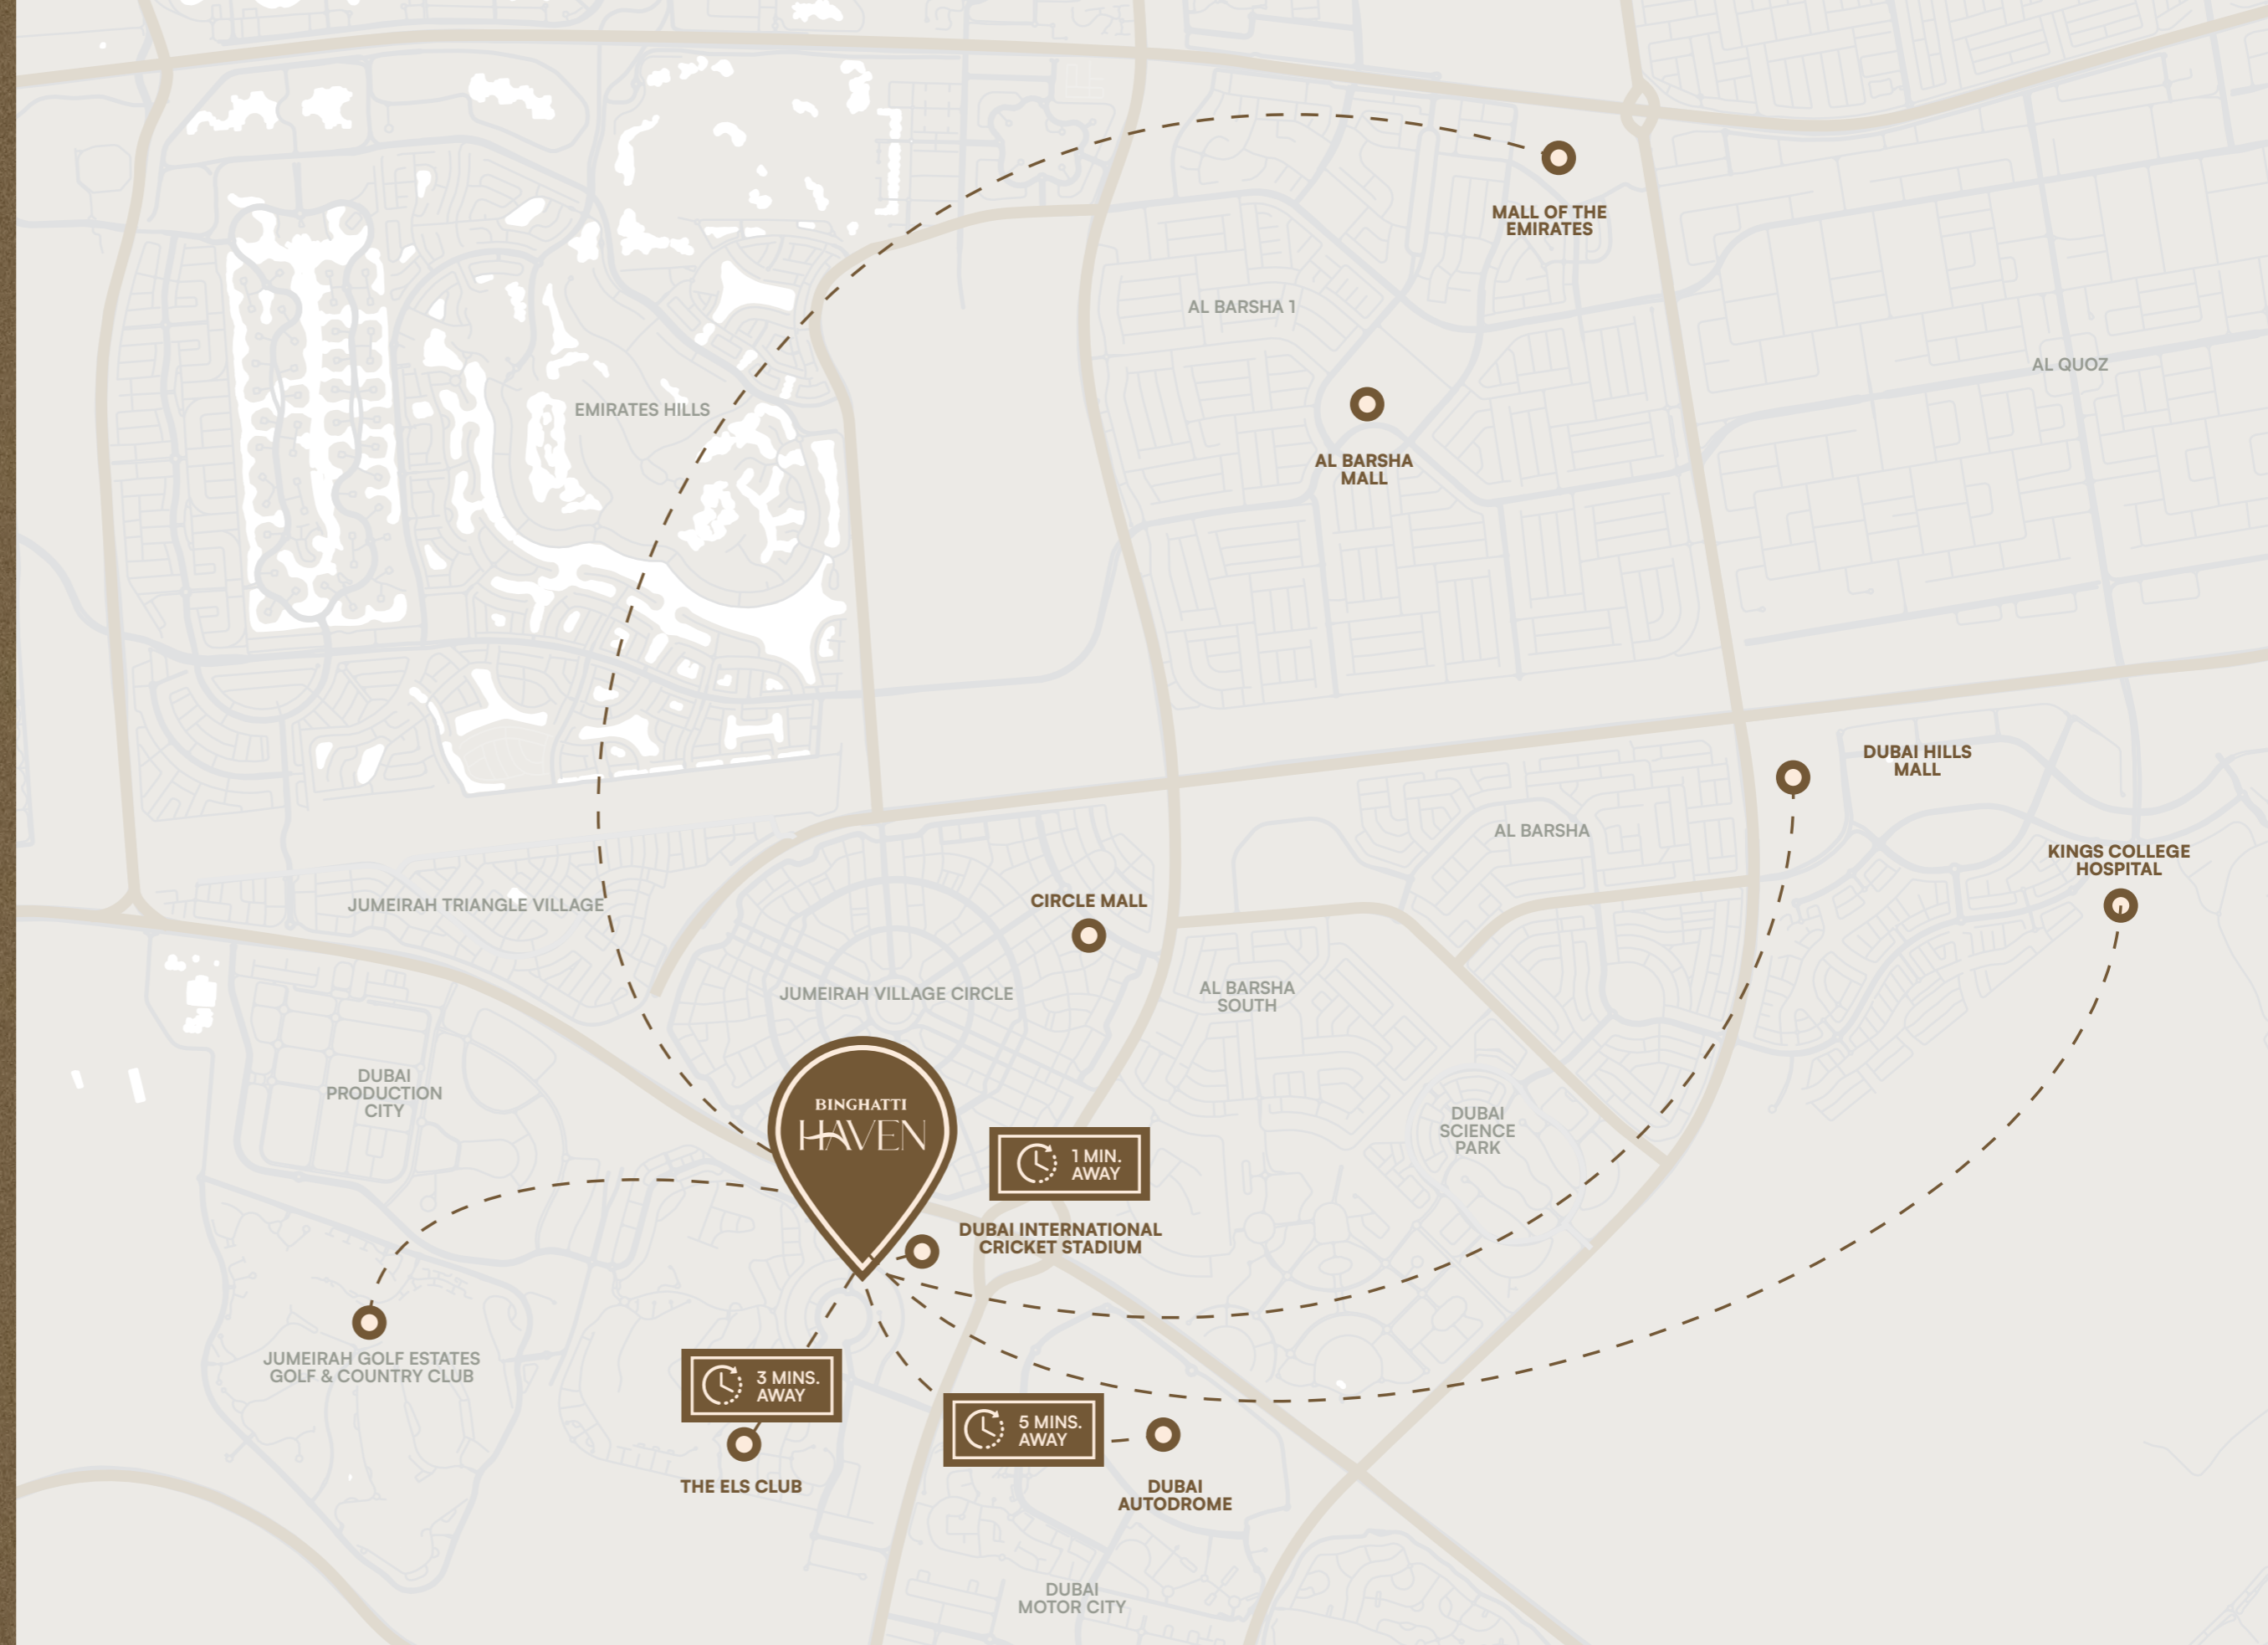 MALL OF THE
EMIRATES
AL BARSHA 1
AL QUOZ
EMIRATES HILLS
AL BARSHA
MALL
DUBAI HILLS
MALL
AL BARSHA
KINGS COLLEGE
HOSPITAL
JUMEIRAH TRIANGLE VILLAGE
CIRCLE MALL
JUMEIRAH VILLAGE CIRCLE
AL BARSHA
SOUTH
DUBAI
PRODUCTION
CITY
BINGHATTI
HAVEN
DUBAI
SCIENCE
PARK
1 MIN.
AWAY
DUBAI INTERNATIONAL
CRICKET STADIUM
JUMEIRAH GOLF ESTATES
GOLF & COUNTRY CLUB
3 MINS.
AWAY
5 MINS.
AWAY
THE ELS CLUB
DUBAI
AUTODROME
DUBAI
MOTOR CITY